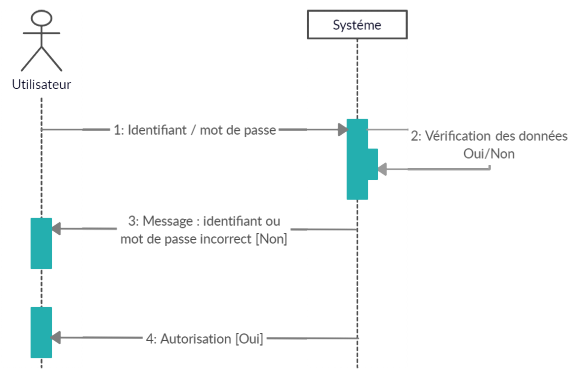 Systéme
Utilisateur
1: Identifiant / mot de passe
2: Vérification des données
Oui/Non
3: Message : identifiant ou
mot de passe incorrect [Non]
4: Autorisation [Oui]